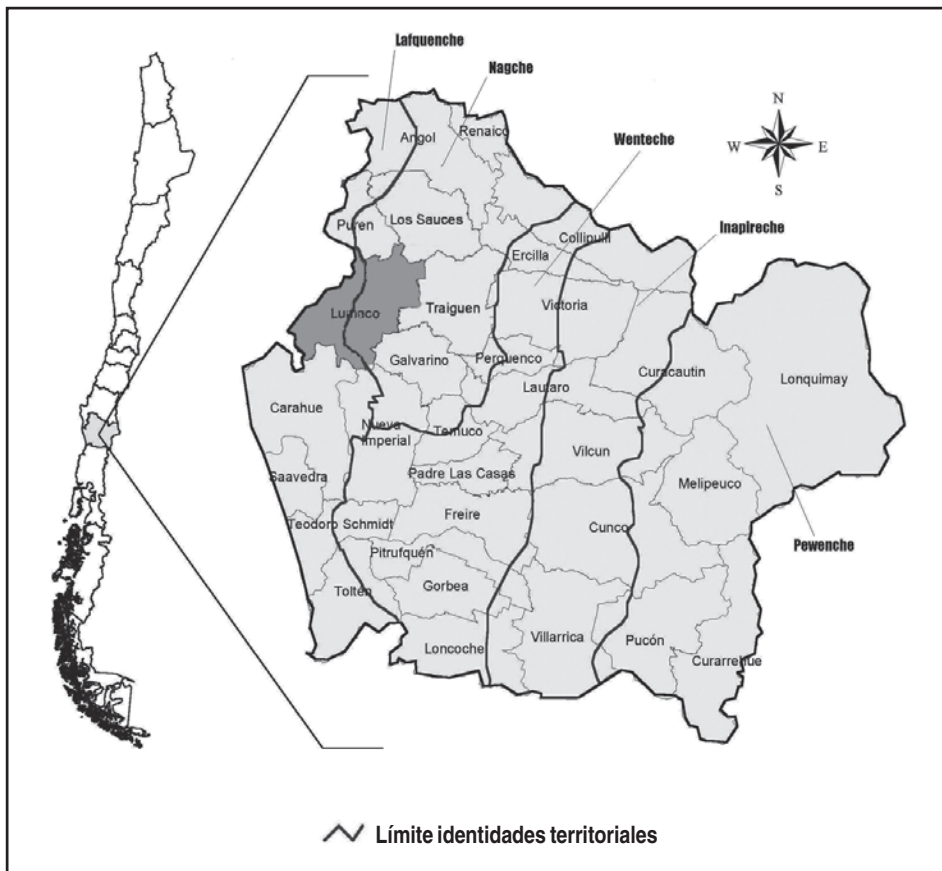 Lafquenche
Nagche
N
Angol
Renaico
Wenteche
W
E
S
Puren
Los Sauces
Collipulli
Inapireche
Ercilla
Lumaco
Traiguen
Victoria
Galvarino
Perquenco
Curacautin
Lonquimay
Carahue
Lautaro
Nueva
Imperial
Temuco
Vilcun
Saavedra
Padre Las Casas
Melipeuco
Teodoro Schmidt
Freire
Cunco
Pewenche
Pitrufquén
Toltén
Gorbea
Loncoche
Villarrica
Pucón
Curarrehue
Límite identidades territoriales